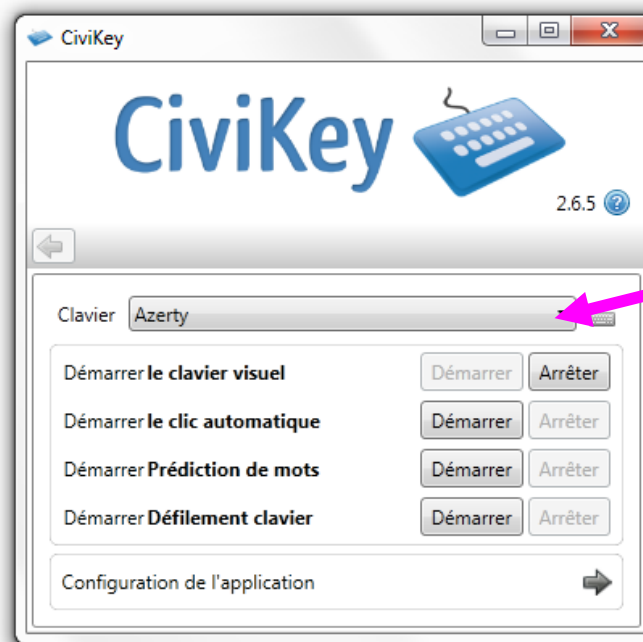 CiviKey
CiviKey
2.6.5
Clavier Azerty
Démarrer le clavier visuel Démarrer Arrêter
Démarrer le clic automatique Démarrer Arrêter
Démarrer Prédiction de mots Démarrer Arrêter
Démarrer Défilement clavier Démarrer Arrêter
Configuration de l'application